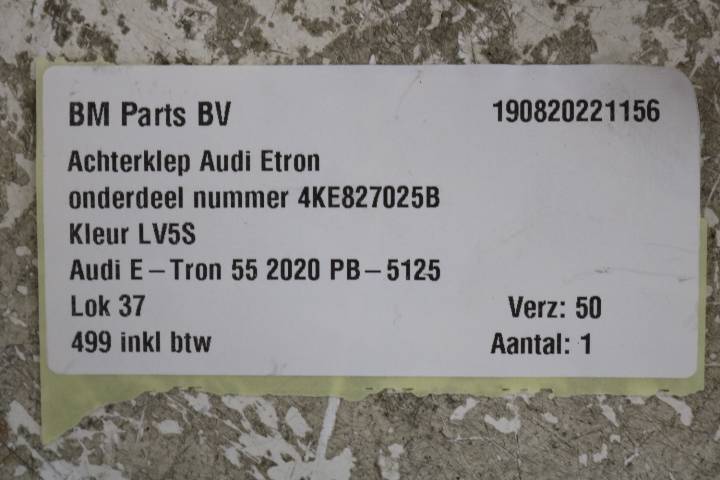 BM Parts BV 190820221156
Achterklep Audi Etron
onderdeel nummer 4KE827025B
Kleur LV5S
Audi E-Tron 55 2020 PB-5125
Lok 37 Verz: 50
499 inkl btw Aantal: 1